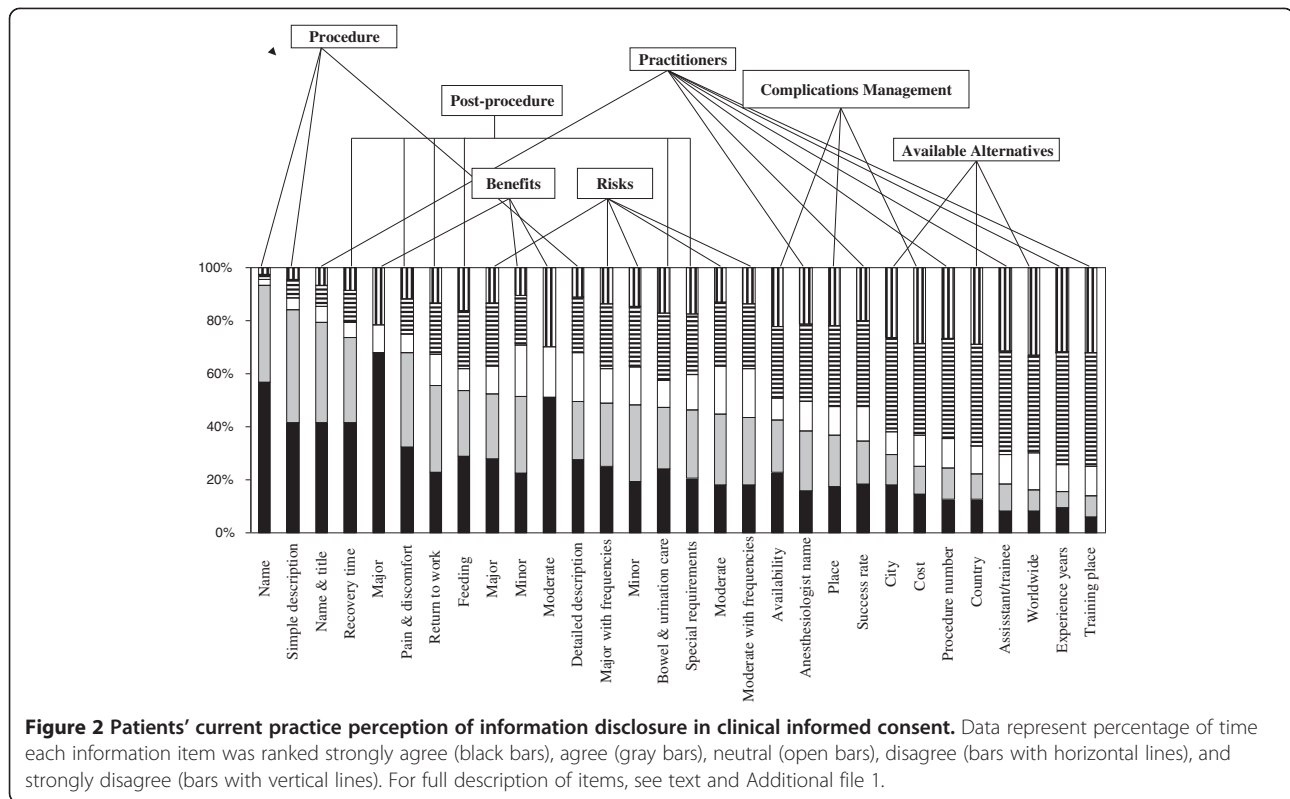 Procedure
Practitioners
Complications Management
Post-procedure
Available Alternatives
Benefits
Risks
100%
80%
60%
40%
20%
0%
Name
Simple description
Name & title
Recovery time
Major
Pain & discomfort
Return to work
Feeding
Major
Minor
Moderate
Detailed description
Major with frequencies
Minor
Bowel & urination care
Special requirements
Moderate
Moderate with frequencies
Availability
Anesthesiologist name
Place
Success rate
City
Cost
Procedure number
Country
Assisstant/trainee
Worldwide
Experience years
Training place
Figure 2 Patients' current practice perception of information disclosure in clinical informed consent. Data represent percentage of time
each information item was ranked strongly agree (black bars), agree (gray bars), neutral (open bars), disagree (bars with horizontal lines), and
strongly disagree (bars with vertical lines). For full description of items, see text and Additional file 1.